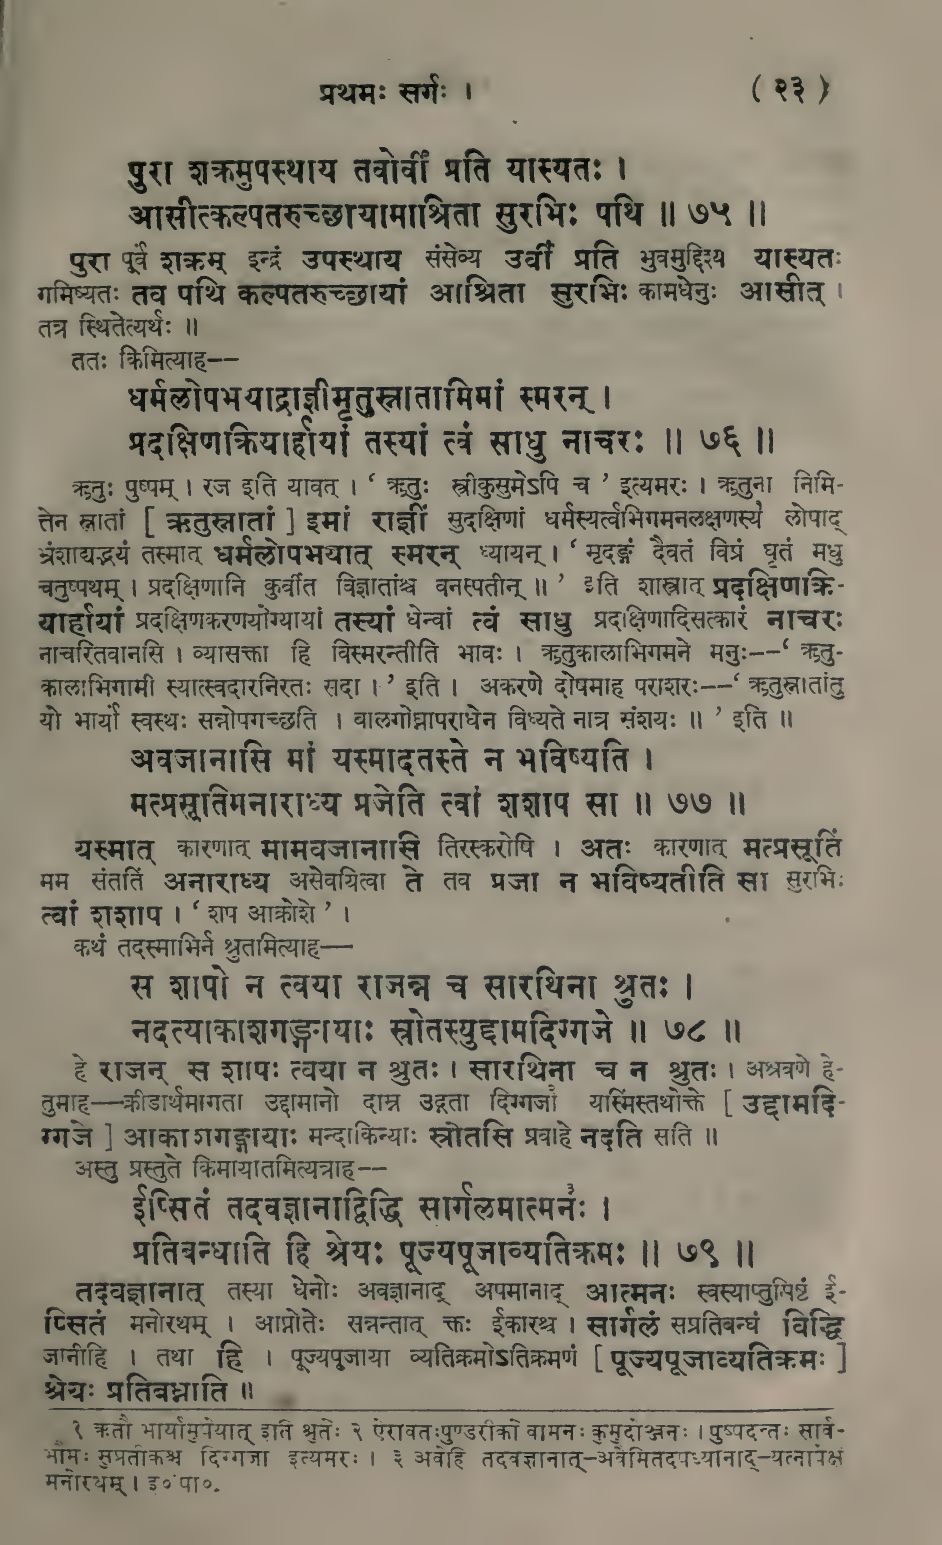 प्रथमः सर्गः ।
( २३ )
पुरा शक्रमुपस्थाय तवोर्वीं प्रति यास्यतः ।
आसीत्कल्पतरुच्छायामाश्रिता सुरभिः पथि ॥ ७५ ॥
पुरा पूर्वं शक्रम् इन्द्रं उपस्थाय संसेव्य उर्वीं प्रति भुवमुद्दिश्य यास्यतः
गमिष्यतः तव पथि कल्पतरुच्छायां आश्रिता सुरभिः कामधेनुः आसीत् ।
तत्र स्थितेत्यर्थः ॥
ततः किमित्याह--
धर्मलोपभयाद्राज्ञीमृतुस्नातामिमां स्मरन् ।
प्रदक्षिणक्रियार्हायां तस्यां त्वं साधु नाचरः ॥ ७६ ॥
ऋतुः पुष्पम् । रज इति यावत् । ‘ ऋतुः स्त्रीकुसुमेऽपि च ’ इत्यमरः । ऋतुना निमि-
त्तेन स्नातां [ ऋतुस्नातां ] इमां राज्ञीं सुदक्षिणां धर्मस्यर्त्वभिगमनलक्षणस्य लोपाद्
भ्रंशाद्यद्भयं तस्मात् धर्मलोपभयात् स्मरन् ध्यायन् । ‘ मृदङ्गं दैवतं विप्रं घृतं मधु
चतुष्पथम् । प्रदक्षिणानि कुर्वीत विज्ञातांश्च वनस्पतीन् ॥ ’ इति शास्त्रात् प्रदक्षिणक्रि-
यार्हायां प्रदक्षिणकरणयोग्यायां तस्यां धेन्वां त्वं साधु प्रदक्षिणादिसत्कारं नाचरः
नाचरितवानसि । व्यासक्ता हि विस्मरन्तीति भावः । ऋतुकालाभिगमने मनुः--‘ ऋतु-
कालाभिगामी स्यात्स्वदारनिरतः सदा । ’ इति । अकरणे दोषमाह पराशरः--‘ ऋतुस्नातांतु
यो भार्यां स्वस्थः सन्नोपगच्छति । बालगोघ्नापराधेन विध्यते नात्र संशयः ॥ ’ इति ॥
अवजानासि मां यस्मादतस्ते न भविष्यति ।
मत्प्रसूतिमनाराध्य प्रजेति त्वां शशाप सा ॥ ७७ ॥
यस्मात् कारणात् मामवजानासि तिरस्करोषि । अतः कारणात् मत्प्रसूतिं
मम संततिं अनाराध्य असेवयित्वा ते तव प्रजा न भविष्यतीति सा सुरभिः
त्वां शशाप । ‘ शप आक्रोशे ’ ।
कथं तदस्माभिर्न श्रुतमित्याह—
स शापो न त्वया राजन्न च सारथिना श्रुतः ।
नदत्याकाशगङ्गायाः स्रोतस्युद्दामदिग्गजे ॥ ७८ ॥
हे राजन् स शापः त्वया न श्रुतः । सारथिना च न श्रुतः । अश्रवणे हे-
तुमाह—क्रीडार्थमागता उद्दामानो दाम्न उद्गता दिग्गजा यस्मिंस्तथोक्ते [ उद्दामदि-
ग्गजे ] आकाशगङ्गायाः मन्दाकिन्याः स्रोतसि प्रवाहे नदति सति ॥
अस्तु प्रस्तुते किमायातमित्यत्राह--
ईप्सितं तदवज्ञानाद्विद्धि सार्गलमात्मनः ।
प्रतिबन्धाति हि श्रेयः पूज्यपूजाव्यतिक्रमः ॥ ७९ ॥
तदवज्ञानात् तस्या धेनोः अवज्ञानाद् अपमानाद् आत्मनः स्वस्याप्तुमिष्टं ई-
प्सितं मनोरथम् । आप्नोतेः सन्नन्तात् क्तः ईकारश्च । सार्गलं सप्रतिबन्धं विद्धि
जानीहि । तथा हि । पूज्यपूजाया व्यतिक्रमोऽतिक्रमणं [ पूज्यपूजाव्यतिक्रमः ]
श्रेयः प्रतिबध्नाति ॥
१ ऋतौ भार्यामुपेयात् इति श्रुतेः २ ऐरावतःपुण्डरीको वामनः कुमुदोञ्जनः । पुष्पदन्तः सार्व-
भौमः सुप्रतीकश्च दिग्गजा इत्यमरः । ३ अवेहि तदवज्ञानात्-अवेमितदपध्यानाद्-यत्नापेक्षं
मनोरथम् । इ० पा०.